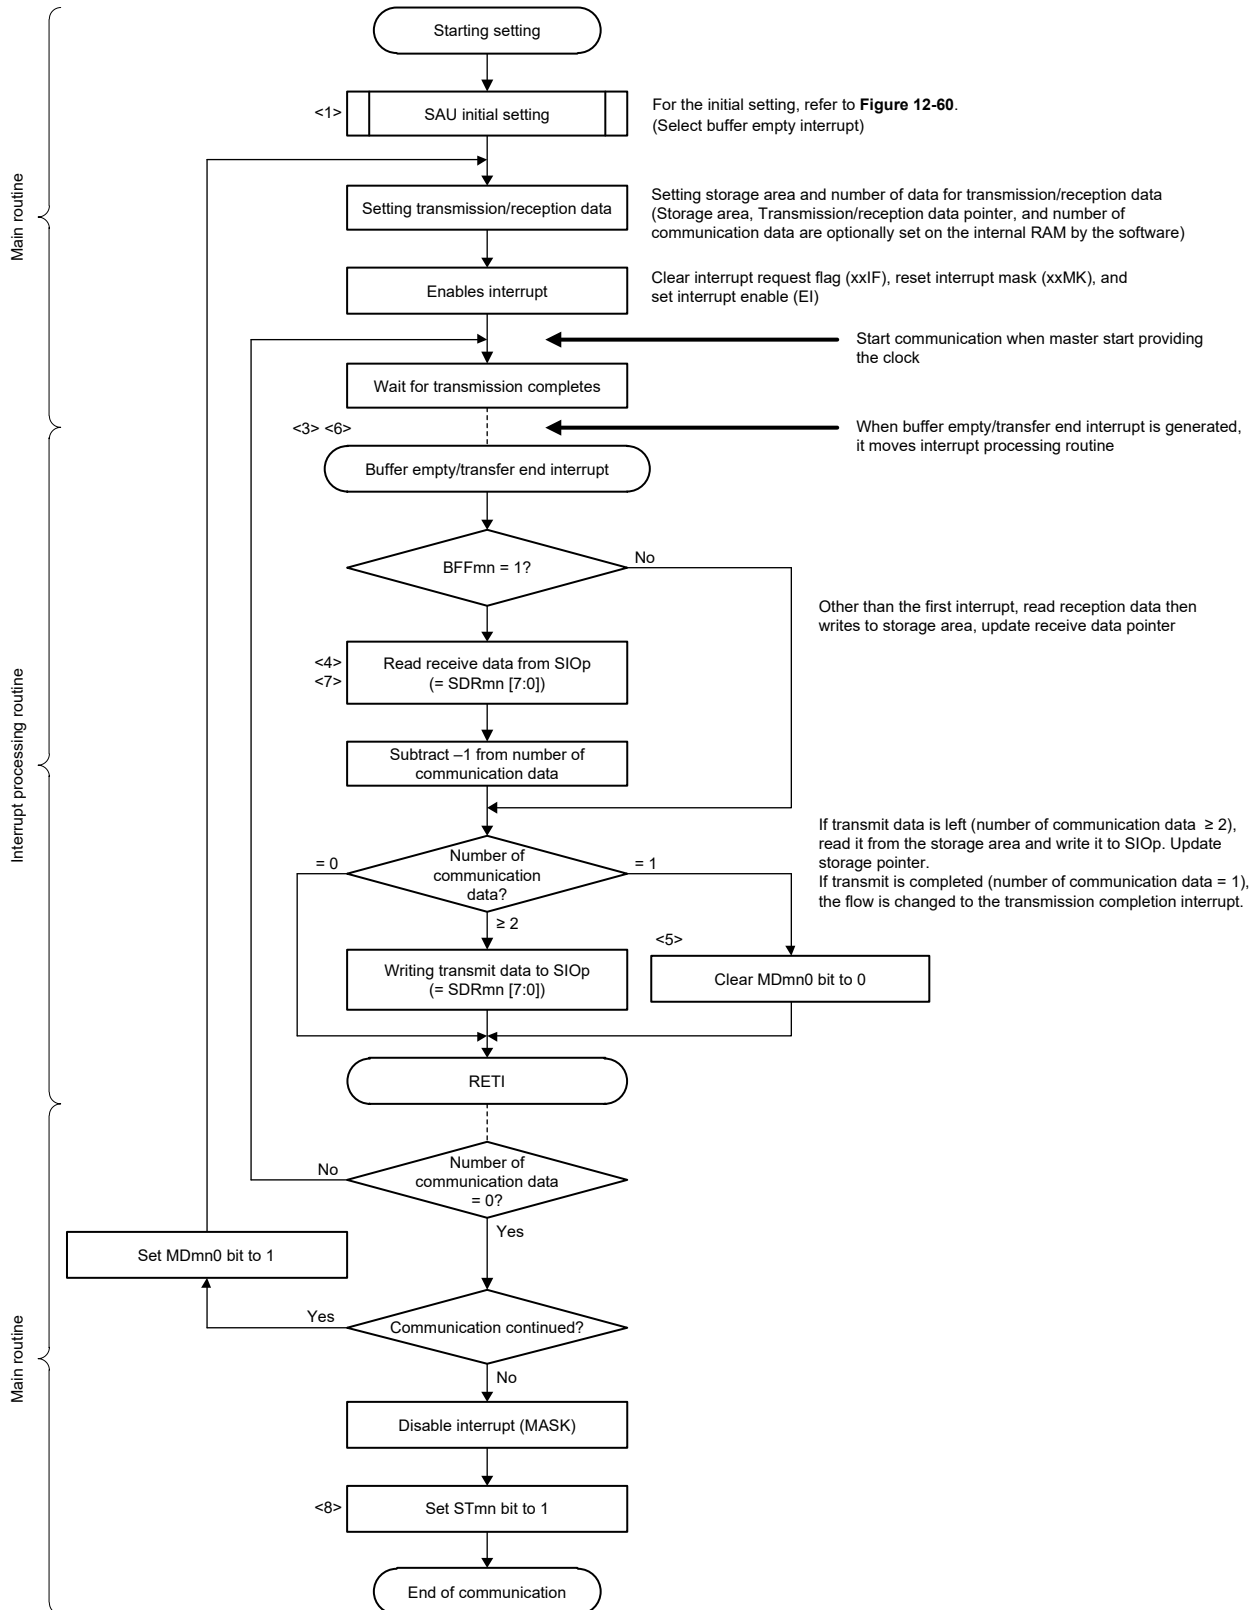 Starting setting
<1>
SAU initial setting
For the initial setting, refer to Figure 12-60.
(Select buffer empty interrupt)
Main routine
Setting transmission/reception data
Setting storage area and number of data for transmission/reception data
(Storage area, Transmission/reception data pointer, and number of
communication data are optionally set on the internal RAM by the software)
Enables interrupt
Clear interrupt request flag (xxIF), reset interrupt mask (xxMK), and
set interrupt enable (EI)
Start communication when master start providing
the clock
Wait for transmission completes
<3> <6>
When buffer empty/transfer end interrupt is generated,
it moves interrupt processing routine
Buffer empty/transfer end interrupt
BFFmn = 1?
No
Other than the first interrupt, read reception data then
writes to storage area, update receive data pointer
Interrupt processing routine
<4>
<7>
Read receive data from SIOp
(= SDRmn [7:0])
Subtract –1 from number of
communication data
If transmit data is left (number of communication data ≥ 2),
read it from the storage area and write it to SIOp. Update
storage pointer.
If transmit is completed (number of communication data = 1),
the flow is changed to the transmission completion interrupt.
= 0
Number of
communication
data?
= 1
≥ 2
<5>
Writing transmit data to SIOp
(= SDRmn [7:0])
Clear MDmn0 bit to 0
RETI
No
Number of
communication data
= 0?
Yes
Set MDmn0 bit to 1
Yes
Communication continued?
No
Main routine
Disable interrupt (MASK)
<8>
Set STmn bit to 1
End of communication